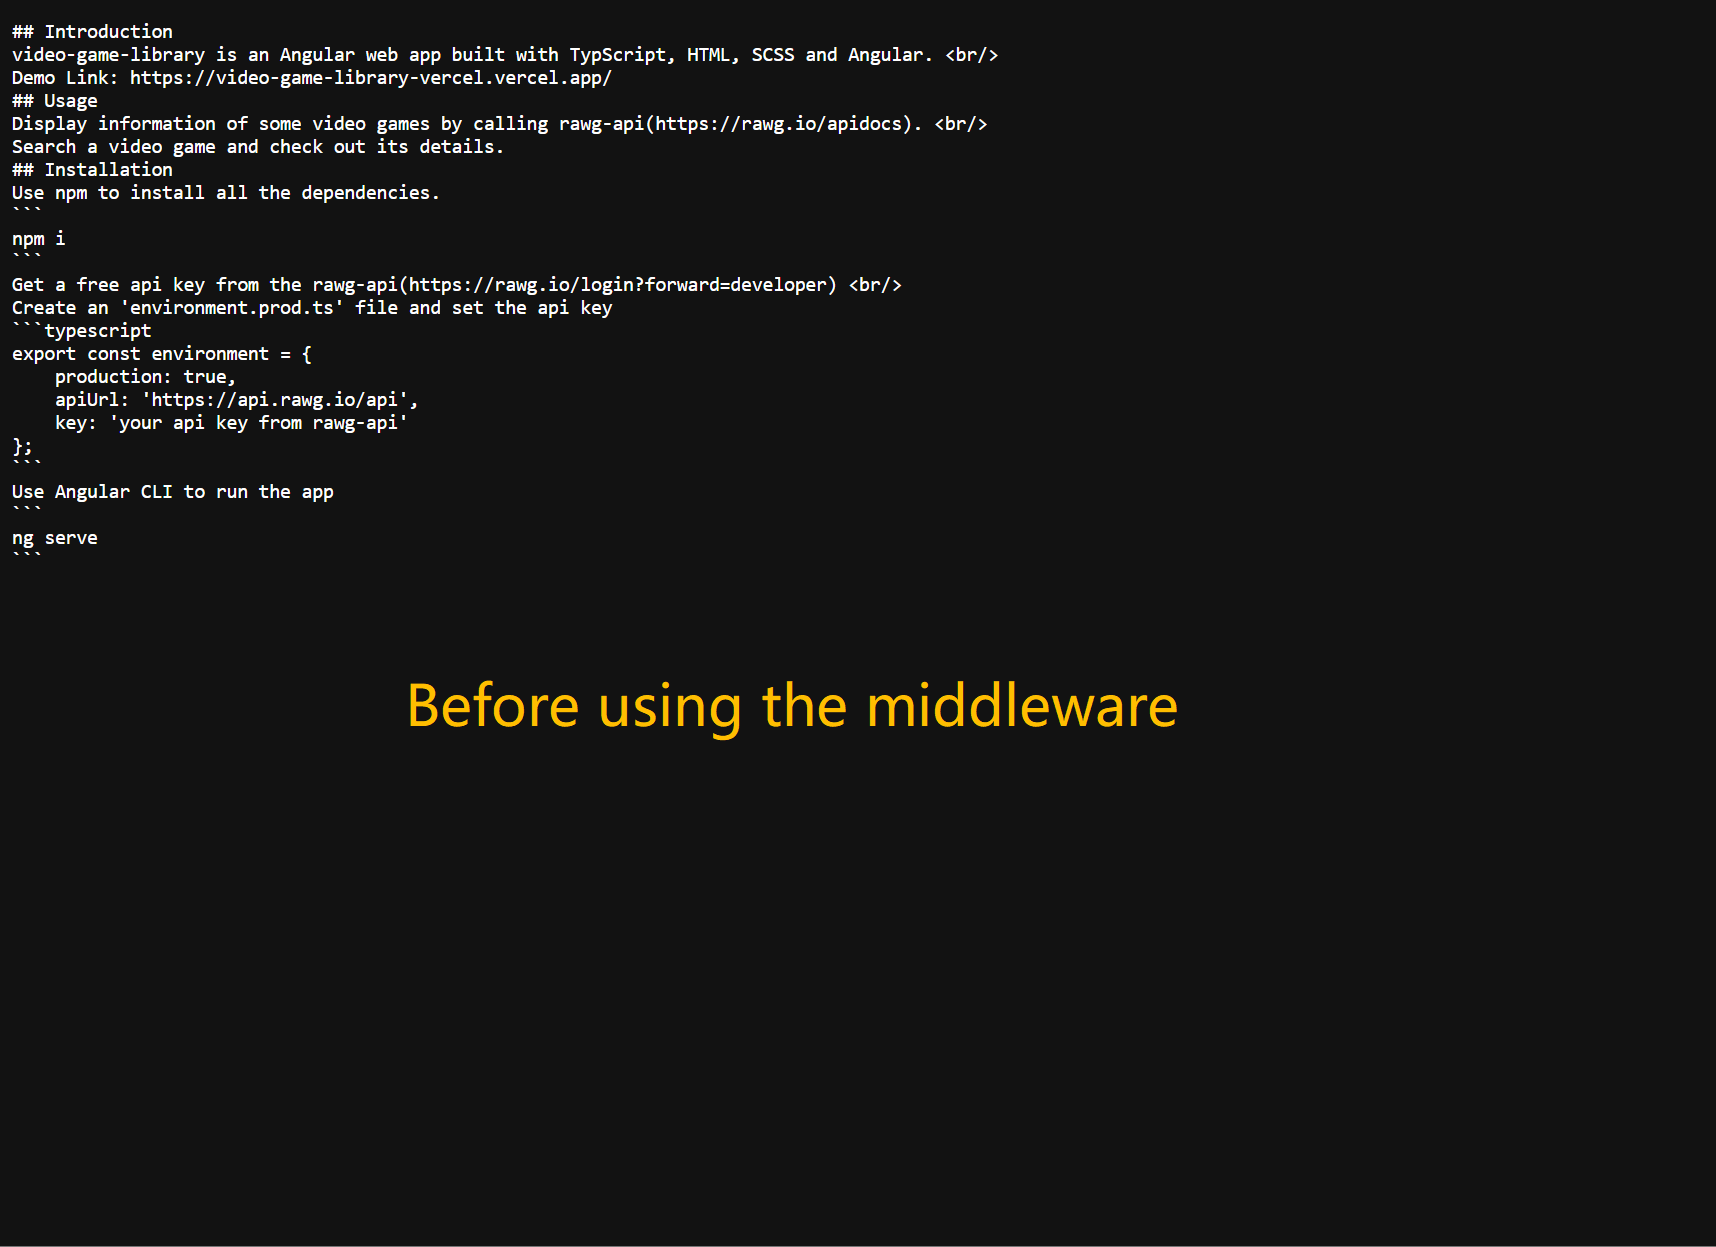 ## Introduction
video-game-library is an Angular web app built with TypScript, HTML, SCSS and Angular. <br/>
Demo Link: https://video-game-library-vercel.vercel.app/
## Usage
Display information of some video games by calling rawg-api(https://rawg.io/apidocs). <br/>
Search a video game and check out its details.
## Installation
Use npm to install all the dependencies.
```
npm i
```
Get a free api key from the rawg-api(https://rawg.io/login?forward=developer) <br/>
Create an 'environment.prod.ts' file and set the api key
```typescript
export const environment = {
    production: true,
    apiUrl: 'https://api.rawg.io/api',
    key: 'your api key from rawg-api'
};
```
Use Angular CLI to run the app
```
ng serve
```
Before using the middleware